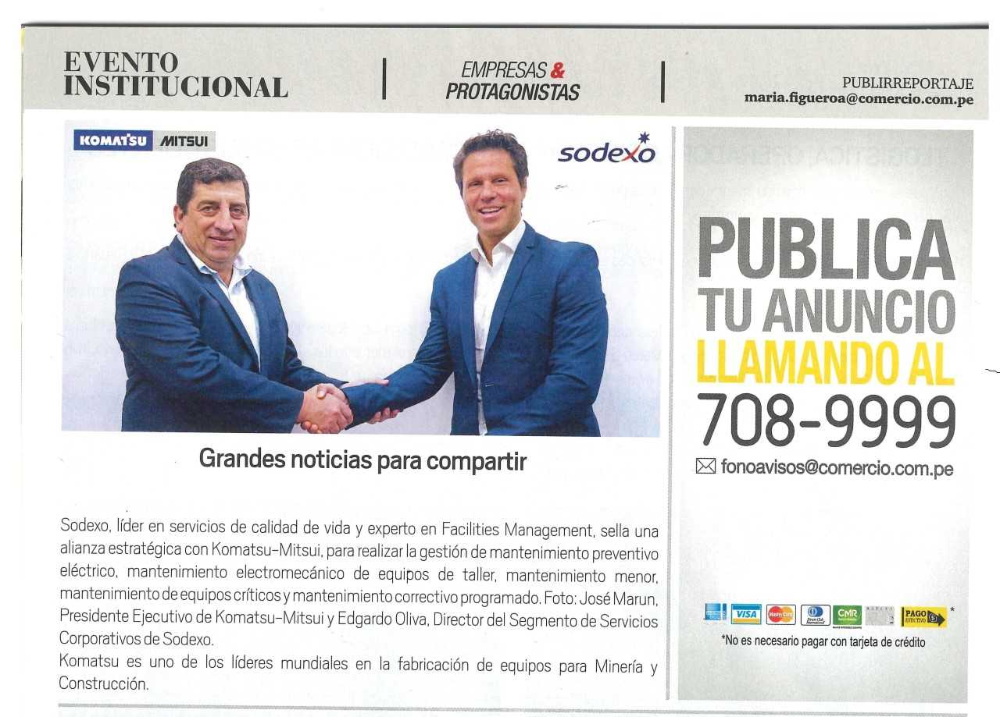 EVENTO
INSTITUCIONAL
EMPRESAS &
PROTAGONISTAS
PUBLIRREPORTAJE
maria.figueroa@comercio.com.pe
KOMATSU MITSUI
sodexo
Grandes noticias para compartir
Sodexo, líder en servicios de calidad de vida y experto en Facilities Management, sella una
alianza estratégica con Komatsu-Mitsui, para realizar la gestión de mantenimiento preventivo
eléctrico, mantenimiento electromecánico de equipos de taller, mantenimiento menor,
mantenimiento de equipos críticos y mantenimiento correctivo programado. Foto: José Marun,
Presidente Ejecutivo de Komatsu-Mitsui y Edgardo Oliva, Director del Segmento de Servicios
Corporativos de Sodexo.
Komatsu es uno de los líderes mundiales en la fabricación de equipos para Minería y
Construcción.
PUBLICA
TU ANUNCIO
LLAMANDO AL
708-9999
fonoavisos@comercio.com.pe
VISA MasterCard Diners Club International CMR PAGO EFECTIVO *
*No es necesario pagar con tarjeta de crédito